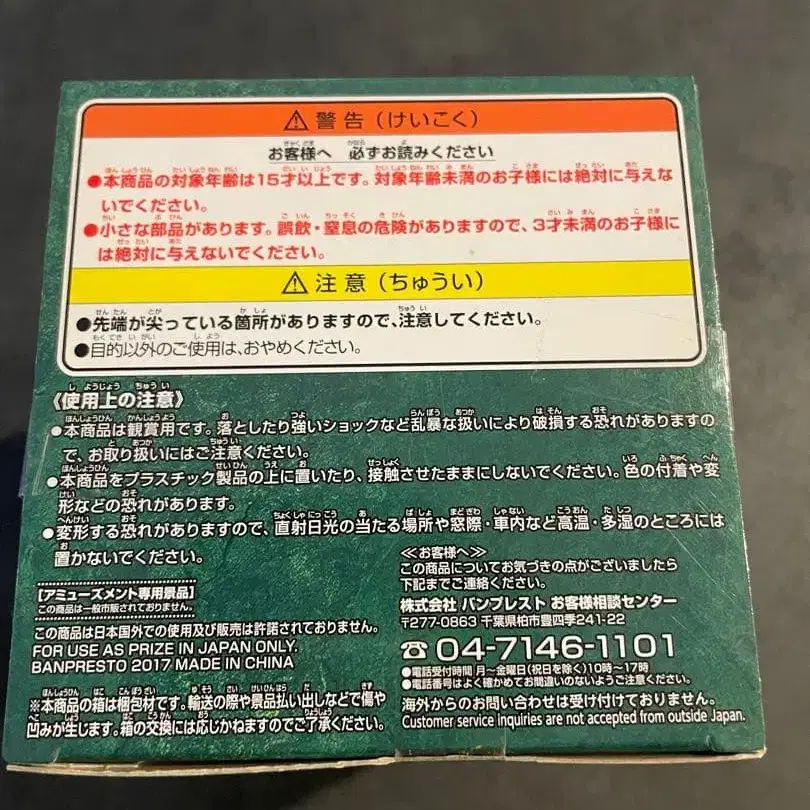 ⚠ 警告（けいこく）
お客様へ 必ずお読みください
●本商品の対象年齢は15才以上です。対象年齢未満のお子様には絶対に与えな
いでください。
●小さな部品があります。誤飲・窒息の危険がありますので、3才未満のお子様に
は絶対に与えないでください。
⚠ 注意（ちゅうい）
●先端が尖っている箇所がありますので、注意してください。
●目的以外のご使用は、おやめください。
《使用上の注意》
●本商品は観賞用です。落としたり強いショックなど乱暴な扱いにより破損する恐れがありますの
で、お取り扱いにはご注意ください。
●本商品をプラスチック製品の上に置いたり、接触させたままにしないでください。色の付着や変
形などの恐れがあります。
●変形する恐れがありますので、直射日光の当たる場所や窓際・車内など高温・多湿のところには
置かないでください。
［アミューズメント専用景品］
この商品は一般市販されておりません。
この商品は日本国外での使用及び販売は許諾されておりません。
FOR USE AS PRIZE IN JAPAN ONLY.
BANPRESTO 2017 MADE IN CHINA
※本商品の箱は梱包材です。輸送の際や景品払い出しなどで傷や
凹みが生じます。箱の交換には応じかねますのでご了承ください。
≪お客様へ≫
この商品についてお気づきの点がございましたら
下記までご連絡ください。
株式会社 バンプレスト お客様相談センター
〒277-0863 千葉県柏市豊四季241-22
☎ 04-7146-1101
●電話受付時間 月〜金曜日(祝日を除く)10時〜17時
●電話番号はよく確かめてお間違いのないようご注意ください。
海外からのお問い合わせは受け付けておりません。
Customer service inquiries are not accepted from outside Japan.